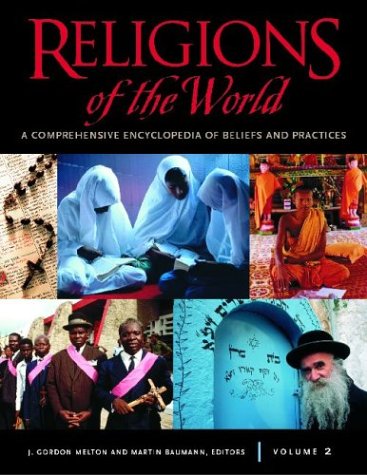 RELIGIONS
of the World
A COMPREHENSIVE ENCYCLOPEDIA OF BELIEFS AND PRACTICES
J. GORDON MELTON AND MARTIN BAUMANN, EDITORS
VOLUME 2